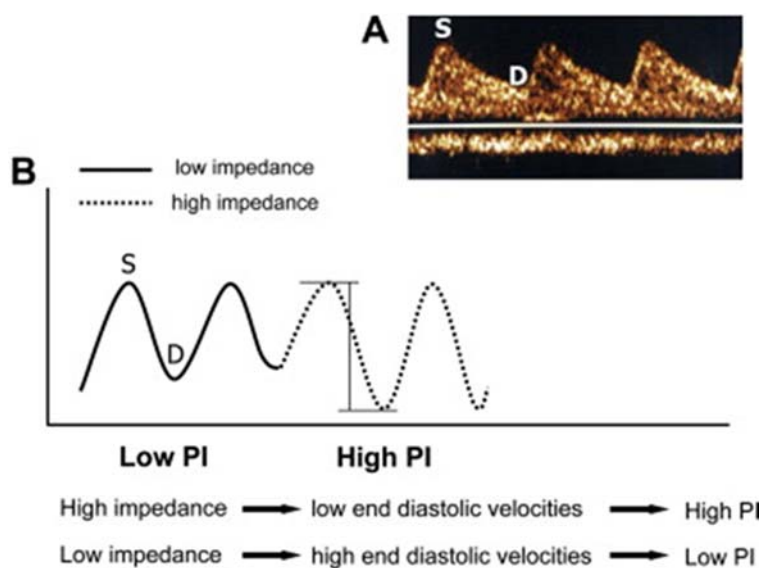 A
S
D
B
low impedance
high impedance
S
D
Low PI High PI
High impedance low end diastolic velocities High PI
Low impedance high end diastolic velocities Low PI